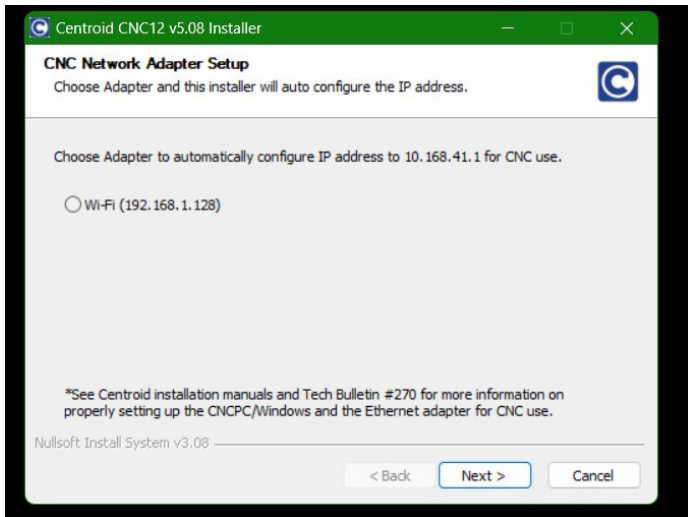 Centroid CNC12 v5.08 Installer
CNC Network Adapter Setup
Choose Adapter and this installer will auto configure the IP address.
Choose Adapter to automatically configure IP address to 10.168.41.1 for CNC use.
Wi-Fi (192.168.1.128)
*See Centroid installation manuals and Tech Bulletin #270 for more information on
properly setting up the CNCPC/Windows and the Ethernet adapter for CNC use.
Nullsoft Install System v3.08
< Back Next > Cancel